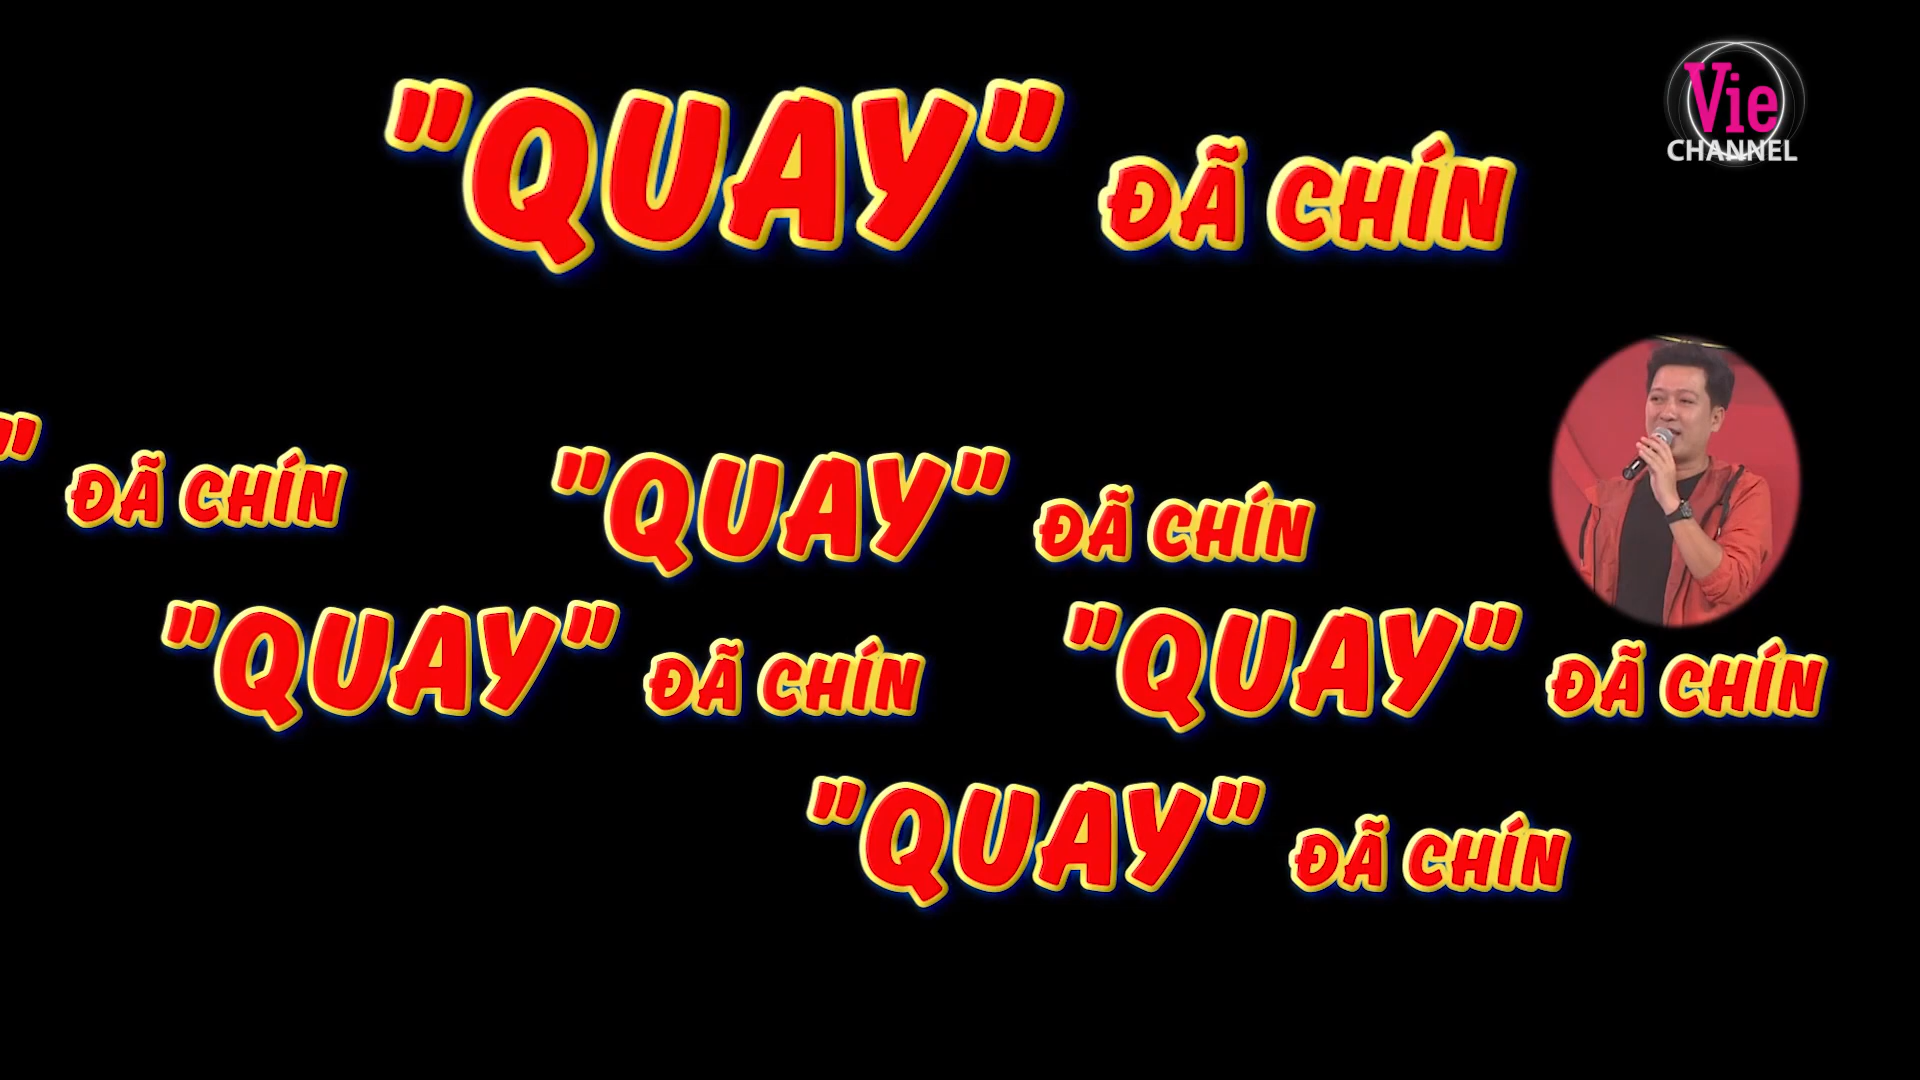 "QUAY" ĐÃ CHÍN
Vie
CHANNEL
" ĐÃ CHÍN
"QUAY" ĐÃ CHÍN
"QUAY" ĐÃ CHÍN
"QUAY" ĐÃ CHÍN
"QUAY" ĐÃ CHÍN